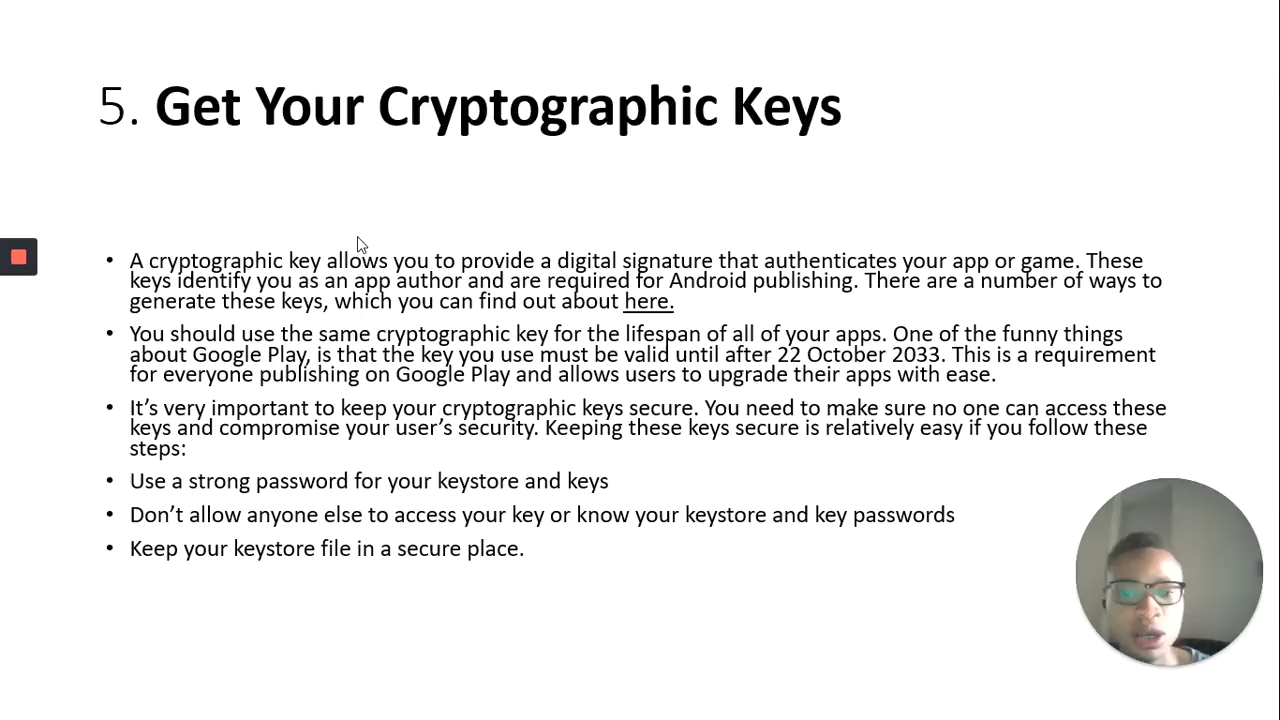 5. Get Your Cryptographic Keys
• A cryptographic key allows you to provide a digital signature that authenticates your app or game. These
keys identify you as an app author and are required for Android publishing. There are a number of ways to
generate these keys, which you can find out about here.
• You should use the same cryptographic key for the lifespan of all of your apps. One of the funny things
about Google Play, is that the key you use must be valid until after 22 October 2033. This is a requirement
for everyone publishing on Google Play and allows users to upgrade their apps with ease.
• It’s very important to keep your cryptographic keys secure. You need to make sure no one can access these
keys and compromise your user’s security. Keeping these keys secure is relatively easy if you follow these
steps:
• Use a strong password for your keystore and keys
• Don’t allow anyone else to access your key or know your keystore and key passwords
• Keep your keystore file in a secure place.